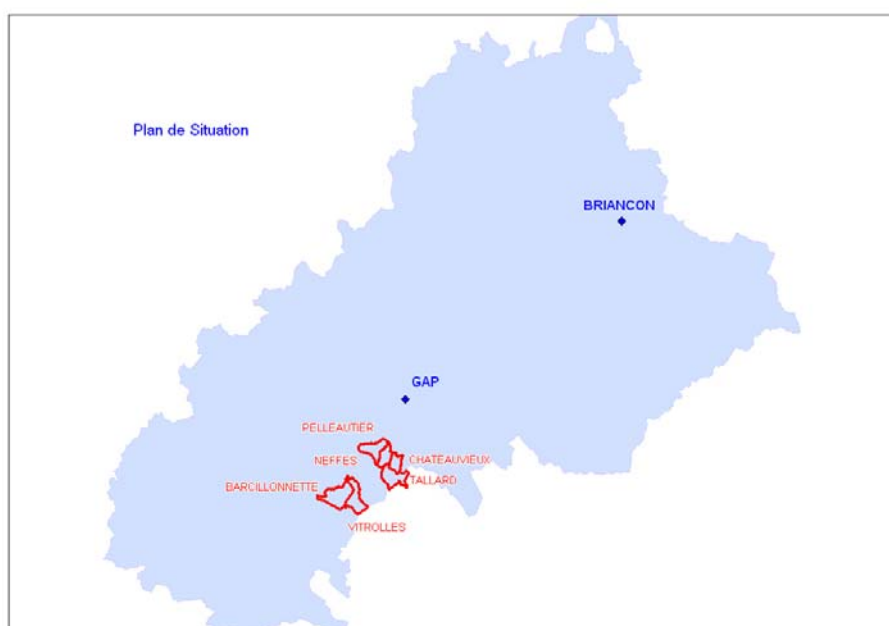 Plan de Situation
BRIANCON
GAP
PELLEAUTIER
NEFFES
CHATEAUVIEUX
TALLARD
BARCILLONNETTE
VITROLLES